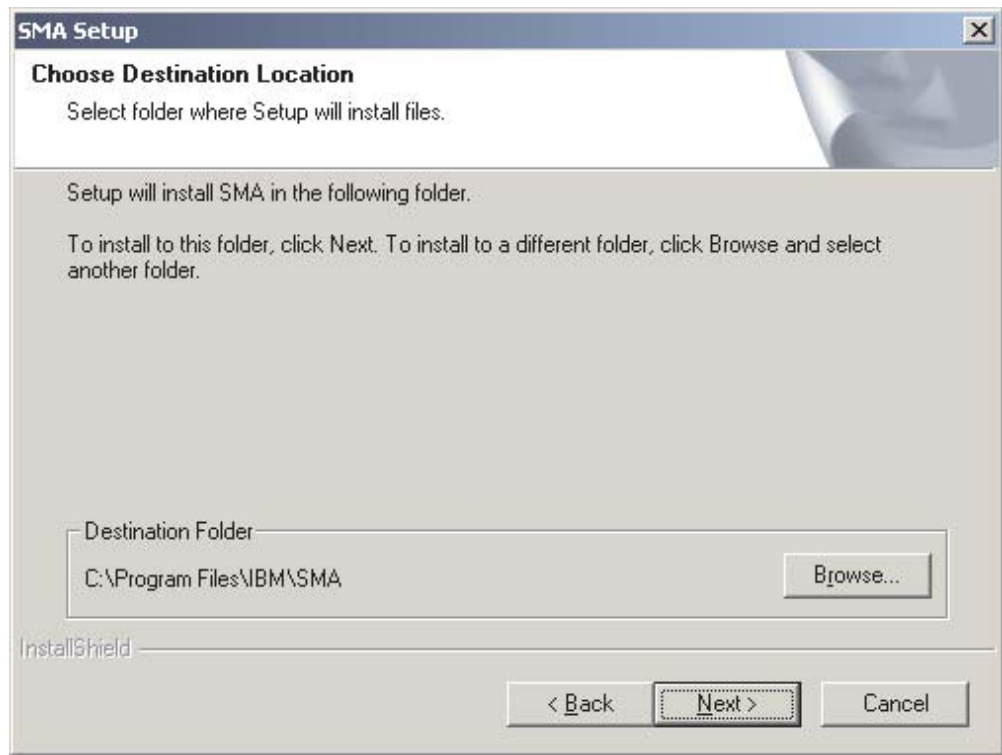 SMA Setup
Choose Destination Location
Select folder where Setup will install files.
Setup will install SMA in the following folder.
To install to this folder, click Next. To install to a different folder, click Browse and select
another folder.
Destination Folder
C:\Program Files\IBM\SMA
Browse...
InstallShield
< Back
Next >
Cancel